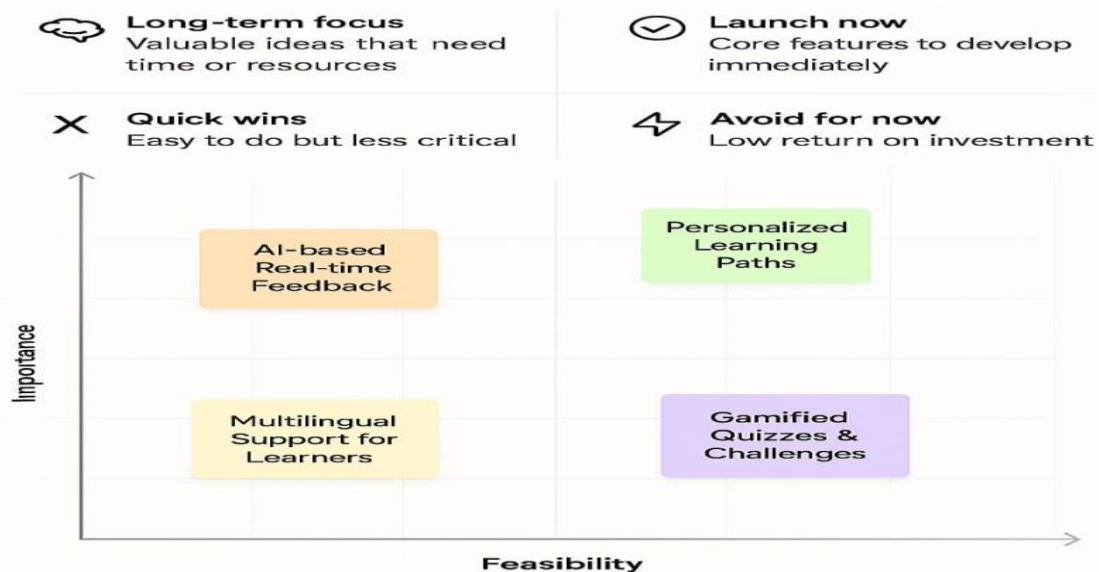 Long-term focus
Valuable ideas that need
time or resources
Launch now
Core features to develop
immediately
Quick wins
Easy to do but less critical
Avoid for now
Low return on investment
AI-based
Real-time
Feedback
Personalized
Learning
Paths
Importance
Multilingual
Support for
Learners
Gamified
Quizzes &
Challenges
Feasibility